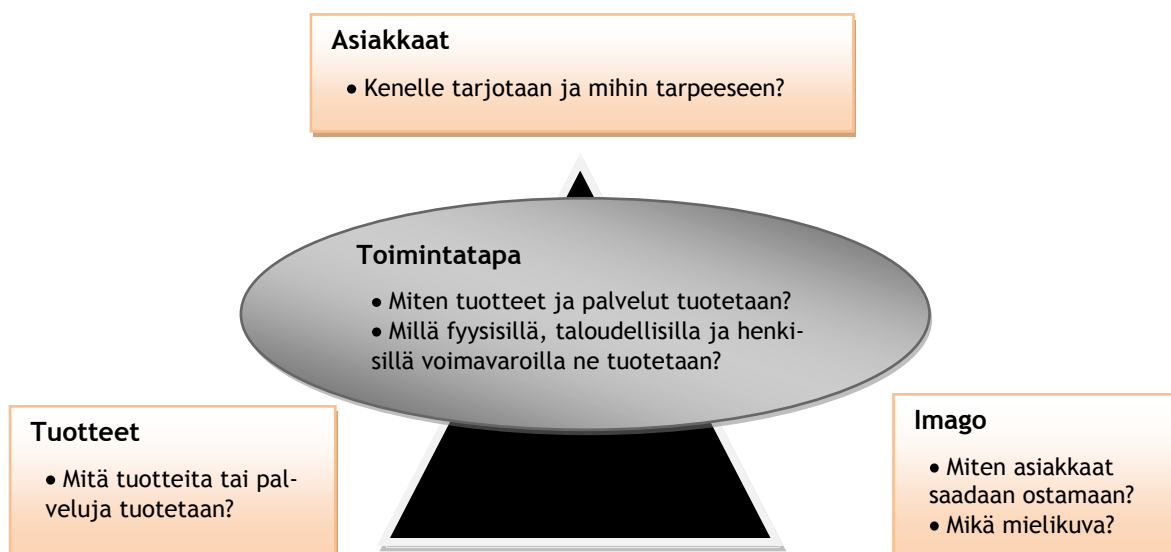 Asiakkaat
• Kenelle tarjotaan ja mihin tarpeeseen?
Toimintatapa
• Miten tuotteet ja palvelut tuotetaan?
• Millä fyysisillä, taloudellisilla ja henki-
sillä voimavaroilla ne tuotetaan?
Tuotteet
• Mitä tuotteita tai pal-
veluja tuotetaan?
Imago
• Miten asiakkaat
saadaan ostamaan?
• Mikä mielikuva?